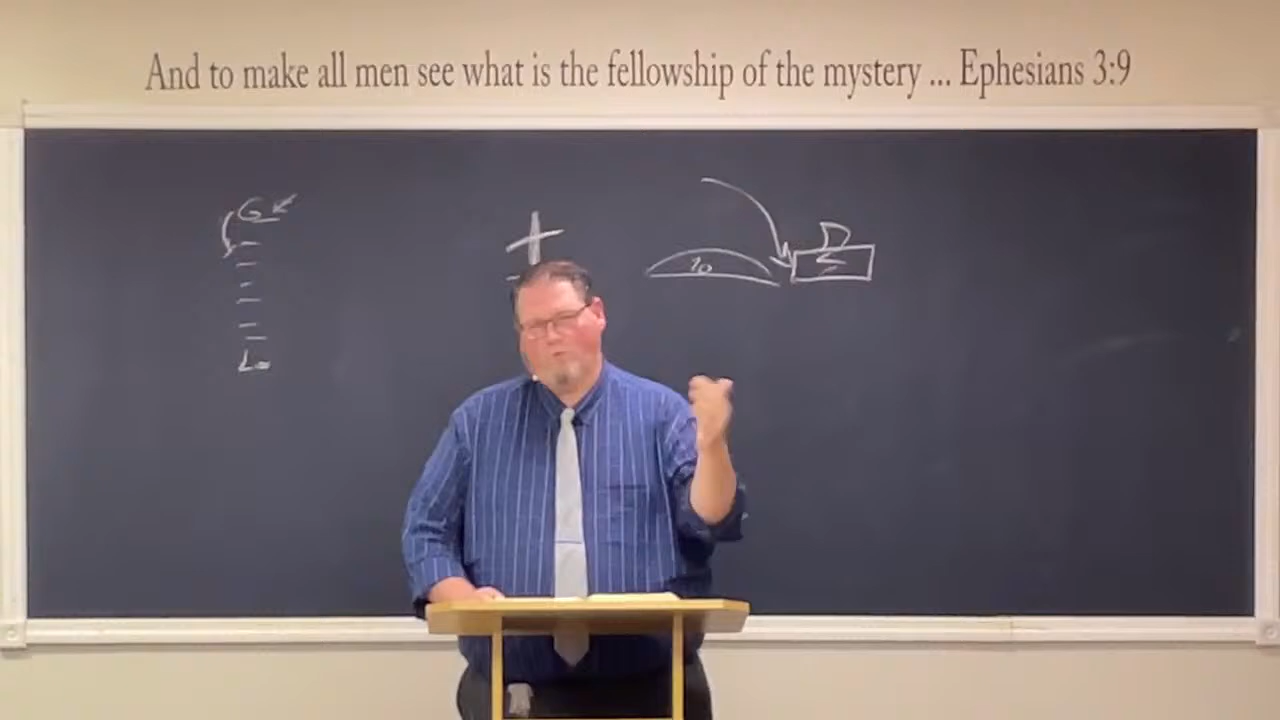 And to make all men see what is the fellowship of the mystery ... Ephesians 3:9
G